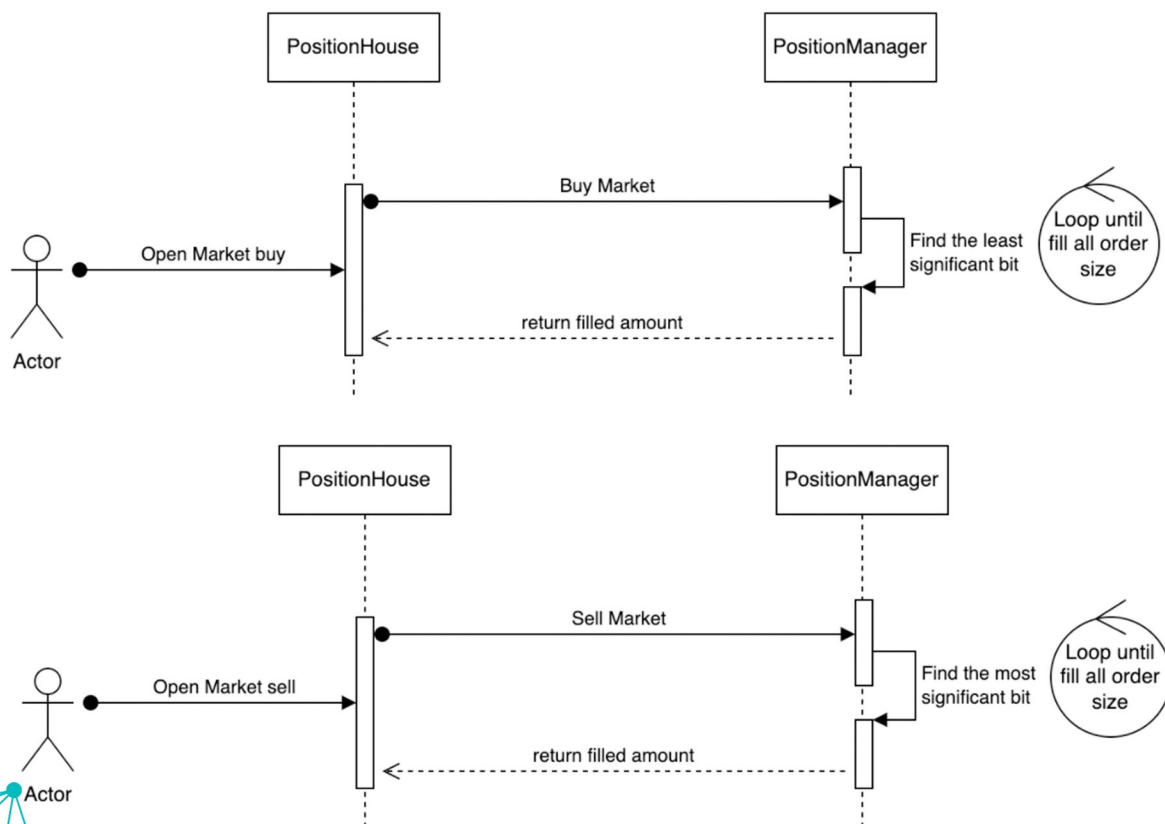 PositionHouse
PositionManager
Buy Market
Open Market buy
Find the least
significant bit
Loop until
fill all order
size
return filled amount
Actor
PositionHouse
PositionManager
Sell Market
Open Market sell
Find the most
significant bit
Loop until
fill all order
size
return filled amount
Actor